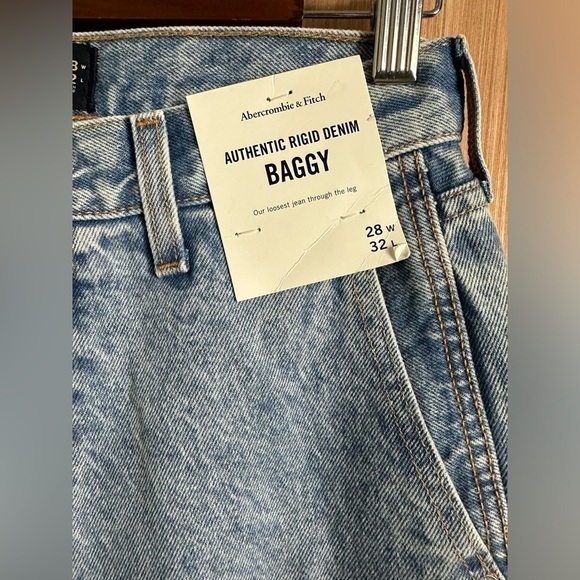 Abercrombie & Fitch
AUTHENTIC RIGID DENIM
BAGGY
Our loosest jean through the leg
28 W
32 L